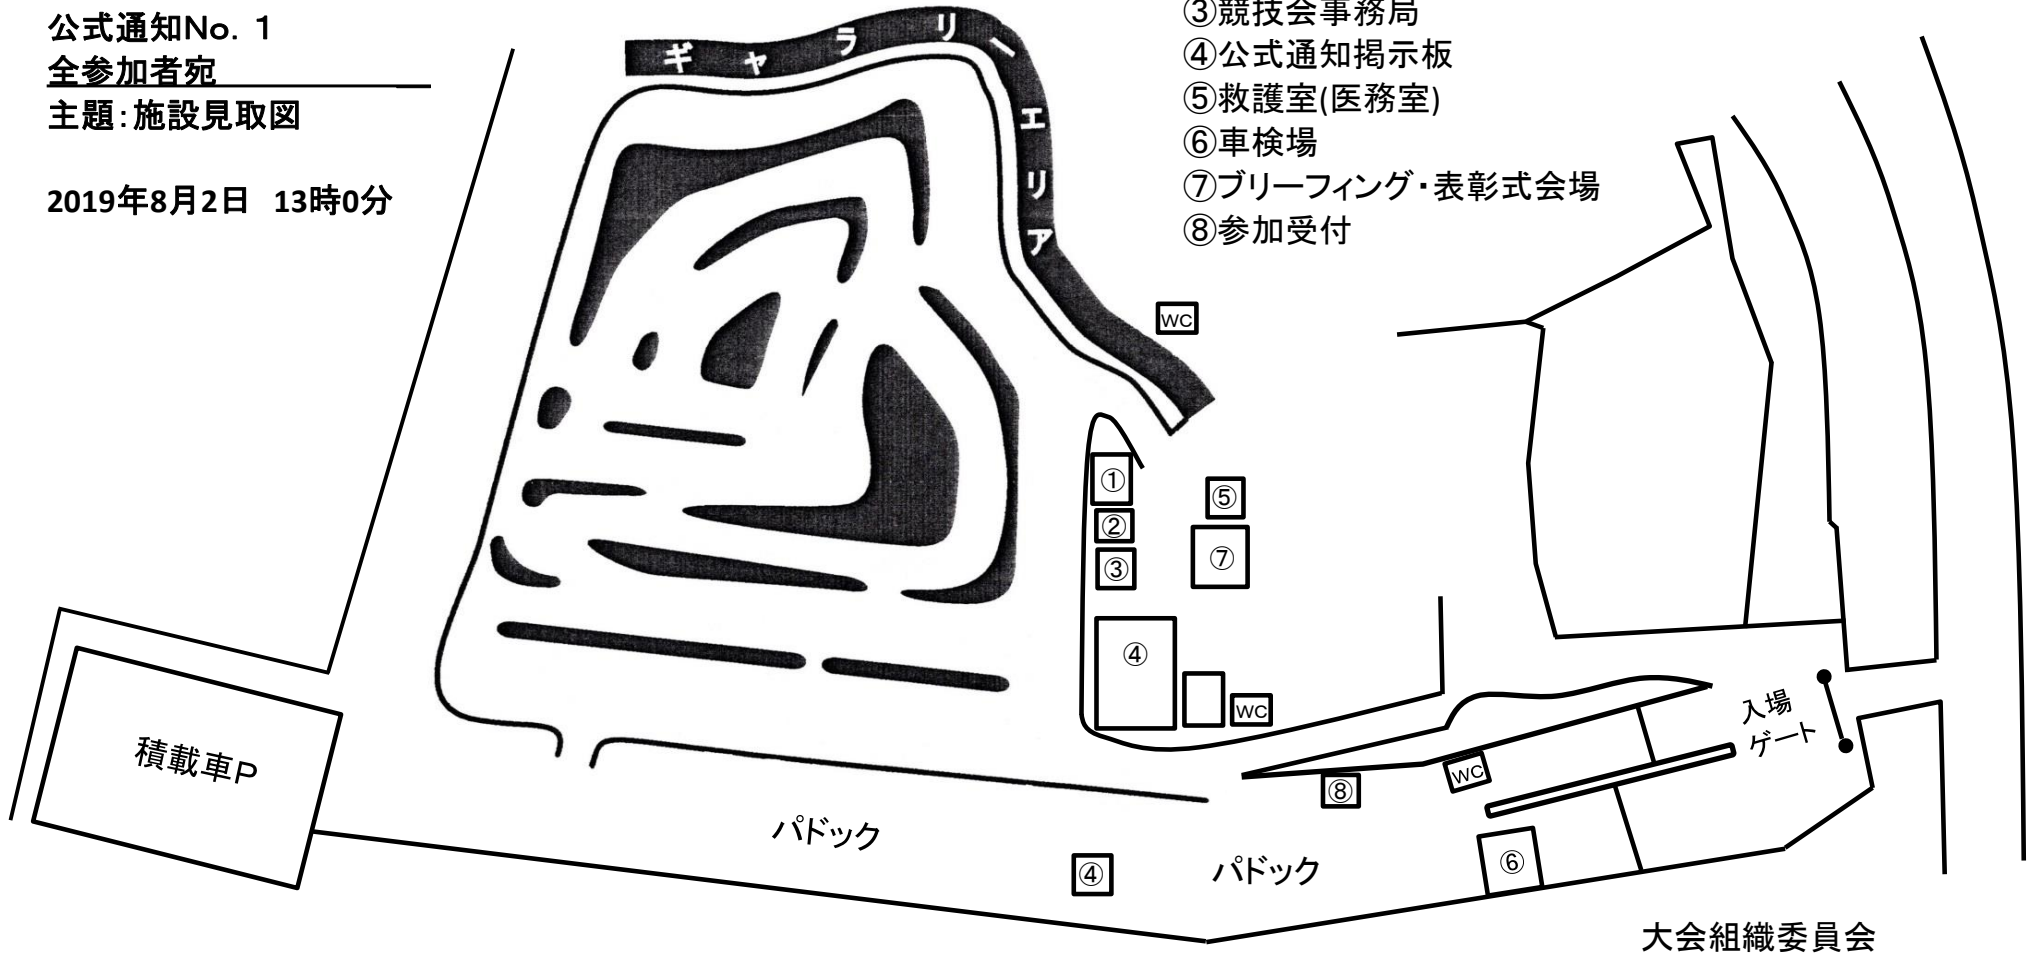 公式通知No. 1
全参加者宛
主題:施設見取図
2019年8月2日 13時0分
③競技会事務局
④公式通知掲示板
⑤救護室(医務室)
⑥車検場
⑦ブリーフィング・表彰式会場
⑧参加受付
ギャラリーエリア
WC
①
⑤
②
⑦
③
④
WC
入場
ゲート
積載車P
WC
⑧
パドック
④
パドック
⑥
大会組織委員会